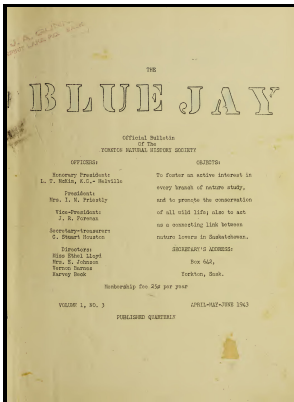 THE
BLUE JAY
Official Bulletin
Of The
YORKTON NATURAL HISTORY SOCIETY
OFFICERS:
Honorary President:
L. T. McKim, K.C.- Melville
President:
Mrs. I. M. Priestly
Vice-President:
J. R. Foreman
Secretary-treasurer:
C. Stuart Houston
Directors:
Miss Ethel Lloyd
Mrs. E. Johnson
Vernon Barnes
Harvey Beck
OBJECTS:
To foster an active interest in
every branch of nature study,
and to promote the conservation
of all wild life; also to act
as a connecting link between
nature lovers in Saskatchewan.
SECRETARY'S ADDRESS:
Box 642,
Yorkton, Sask.
Membership fee 25¢ per year
VOLUME 1, NO. 3
APRIL-MAY-JUNE 1943
PUBLISHED QUARTERLY